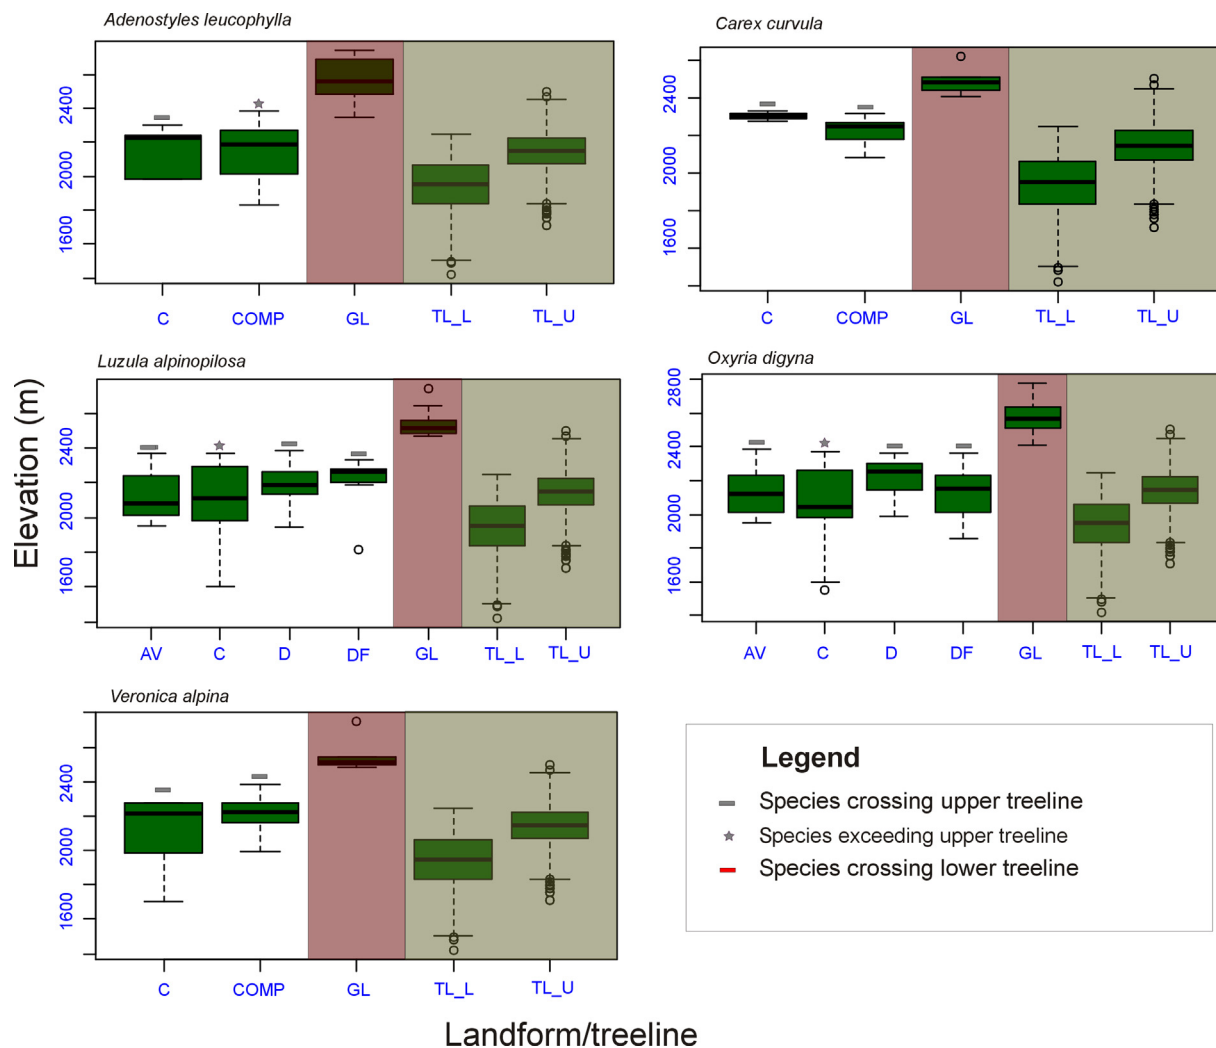 Adenostyles leucophylla
2400
2000
1600
C COMP GL TL_L TL_U
Carex curvula
2400
2000
1600
C COMP GL TL_L TL_U
Luzula alpinopilosa
2400
2000
1600
AV C D DF GL TL_L TL_U
Oxyria digyna
2800
2400
2000
1600
AV C D DF GL TL_L TL_U
Elevation (m)
Veronica alpina
2400
2000
1600
C COMP GL TL_L TL_U
Legend
Species crossing upper treeline
Species exceeding upper treeline
Species crossing lower treeline
Landform/treeline